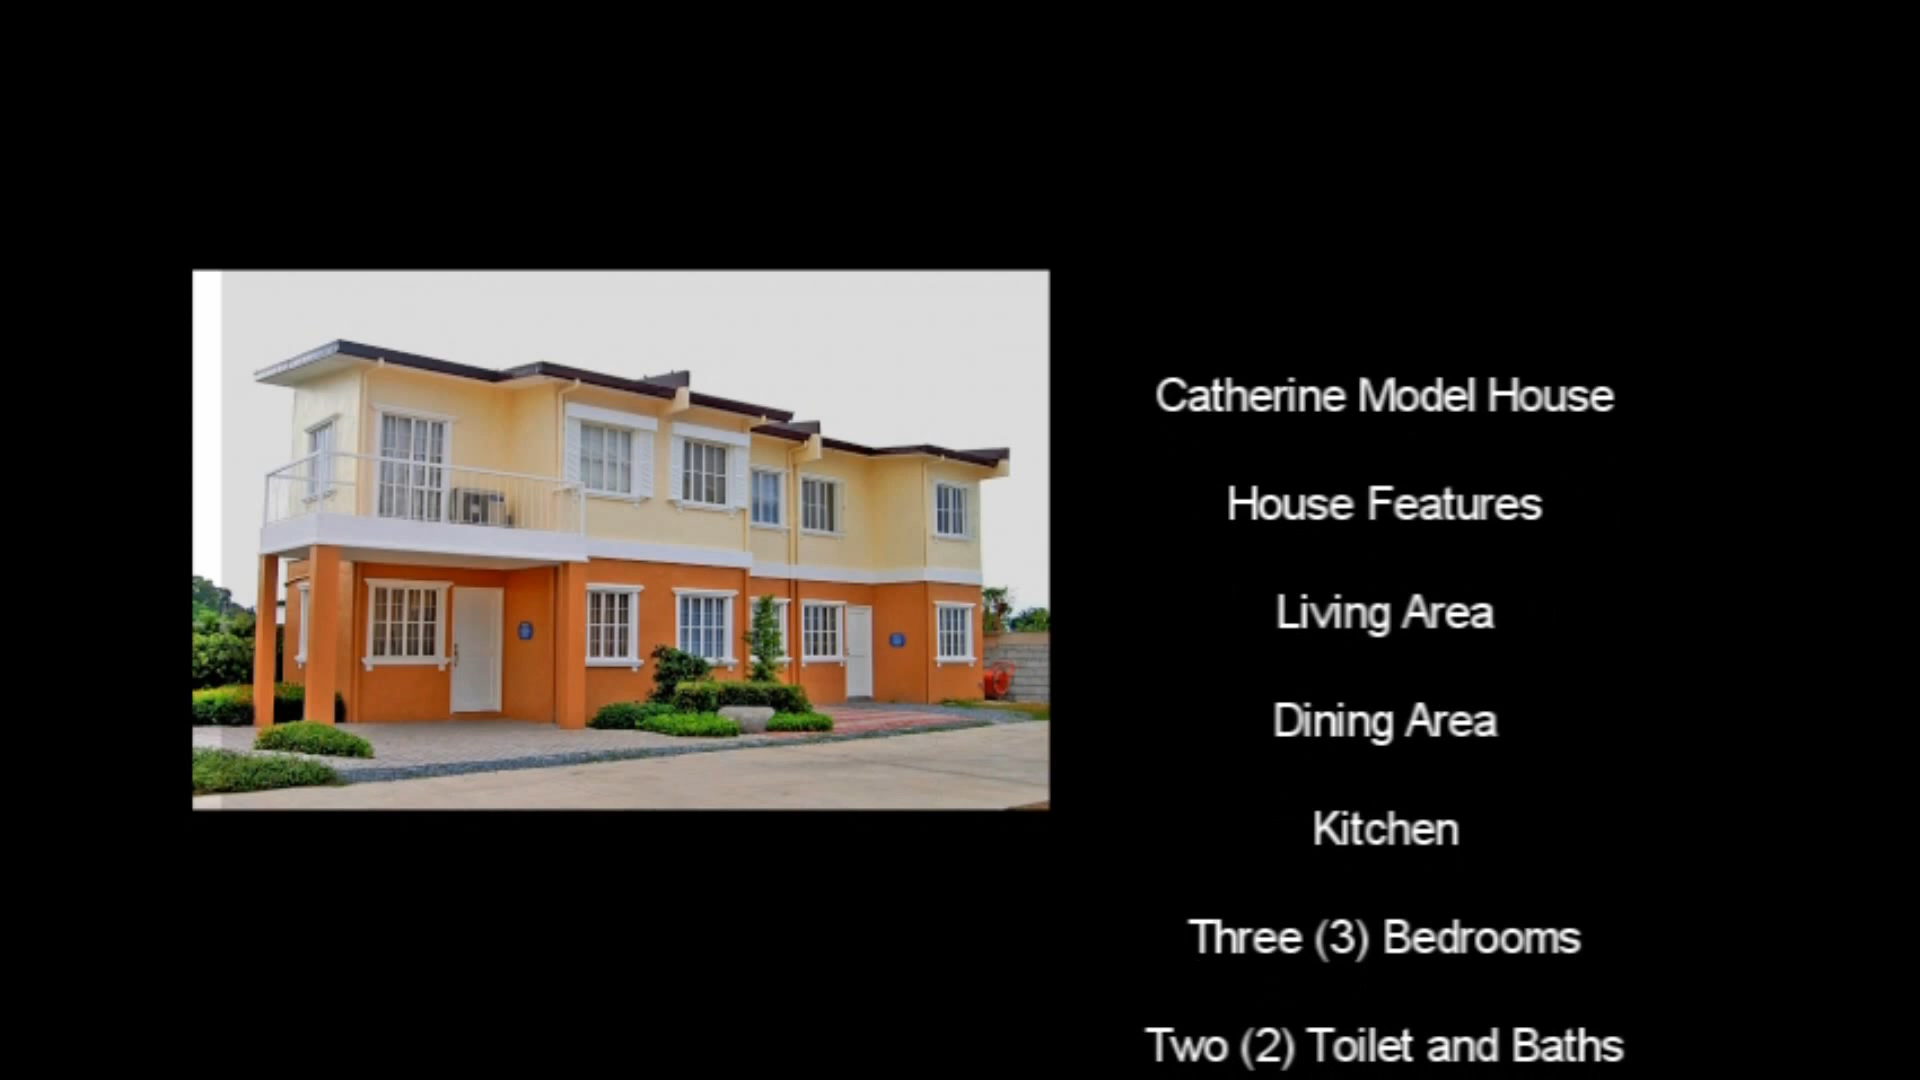 Catherine Model House
House Features
Living Area
Dining Area
Kitchen
Three (3) Bedrooms
Two (2) Toilet and Baths